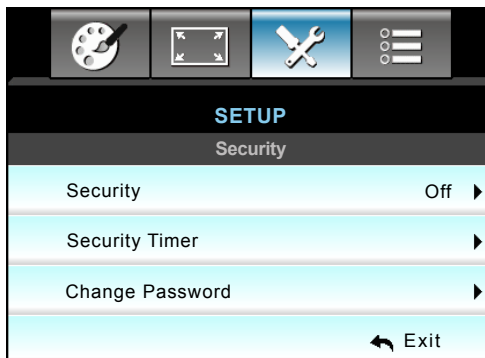 SETUP
Security
Security Off
Security Timer
Change Password
Exit